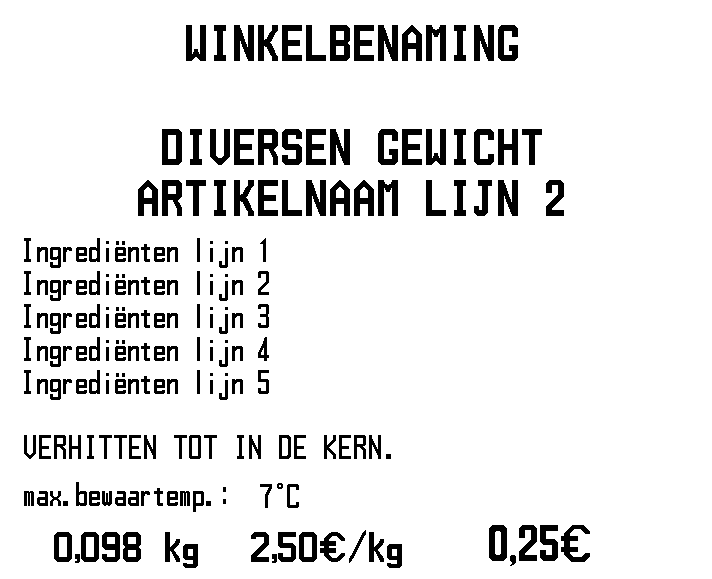 WINKELBENAMING
DIVERSEN GEWICHT
ARTIKELNAAM LIJN 2
Ingrediënten lijn 1
Ingrediënten lijn 2
Ingrediënten lijn 3
Ingrediënten lijn 4
Ingrediënten lijn 5
VERHITTEN TOT IN DE KERN.
max.bewaartemp.: 7°C
0,098 kg 2,50€/kg 0,25€